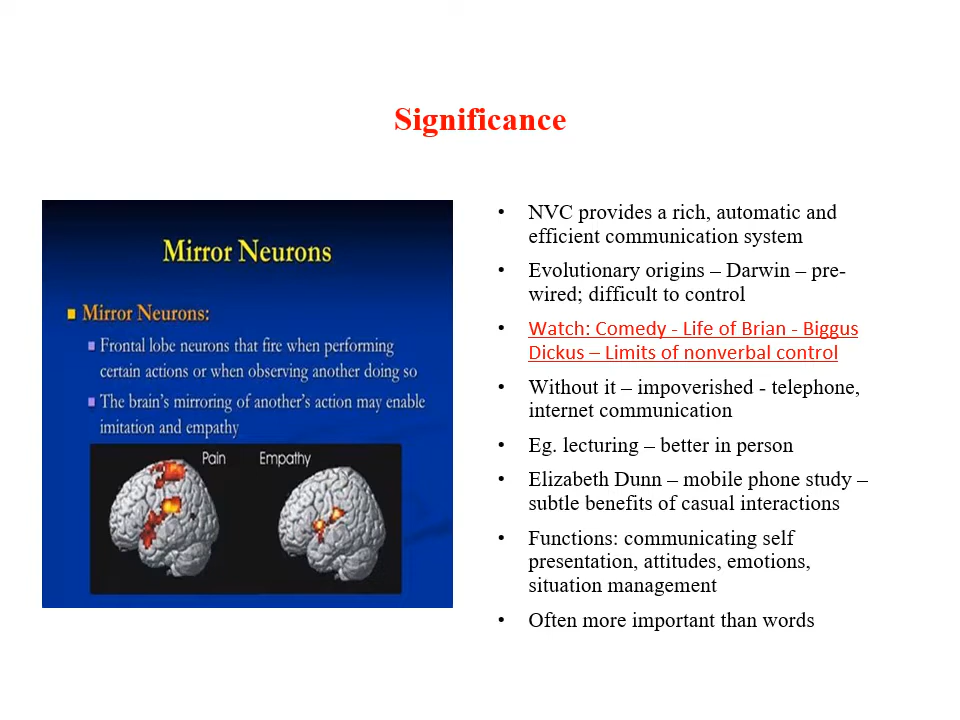 Significance
Mirror Neurons
Mirror Neurons:
Frontal lobe neurons that fire when performing
certain actions or when observing another doing so
The brain's mirroring of another's action may enable
imitation and empathy
Pain Empathy
• NVC provides a rich, automatic and
efficient communication system
• Evolutionary origins – Darwin – pre-
wired; difficult to control
• Watch: Comedy - Life of Brian - Biggus
Dickus – Limits of nonverbal control
• Without it – impoverished - telephone,
internet communication
• Eg. lecturing – better in person
• Elizabeth Dunn – mobile phone study –
subtle benefits of casual interactions
• Functions: communicating self
presentation, attitudes, emotions,
situation management
• Often more important than words